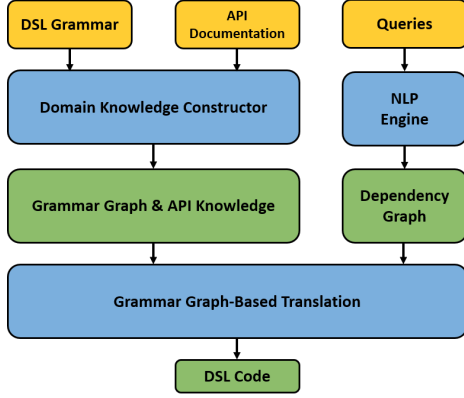 DSL Grammar
API
Documentation
Queries
Domain Knowledge Constructor
NLP
Engine
Grammar Graph & API Knowledge
Dependency
Graph
Grammar Graph-Based Translation
DSL Code